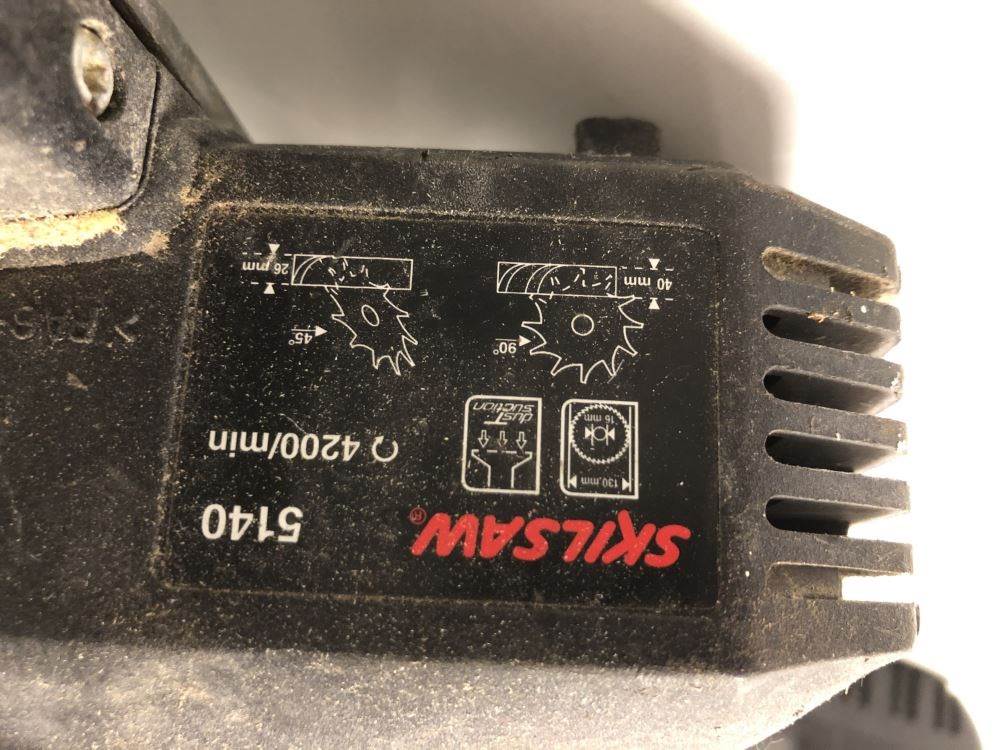 SKILSAW®
5140
130 mm
16 mm
dusT
suction
4200/min
90°
40 mm
45°
26 mm